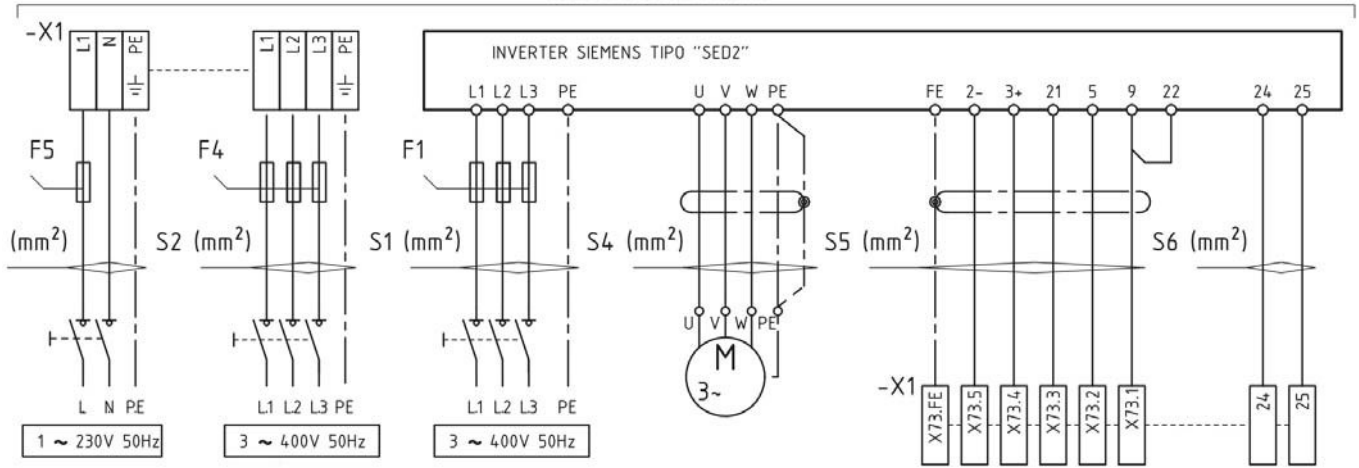 -X1 L1 N PE L1 L2 L3 PE
INVERTER SIEMENS TIPO "SED2"
L1 L2 L3 PE U V W PE FE 2- 3+ 21 5 9 22 24 25
F5 F4 F1
(mm²) S2 (mm²) S1 (mm²) S4 (mm²) S5 (mm²) S6 (mm²)
U V W PE
M
3~
-X1 X73.FE X73.5 X73.4 X73.3 X73.2 X73.1 24 25
L N PE L1 L2 L3 PE L1 L2 L3 PE
1 ~ 230V 50Hz 3 ~ 400V 50Hz 3 ~ 400V 50Hz